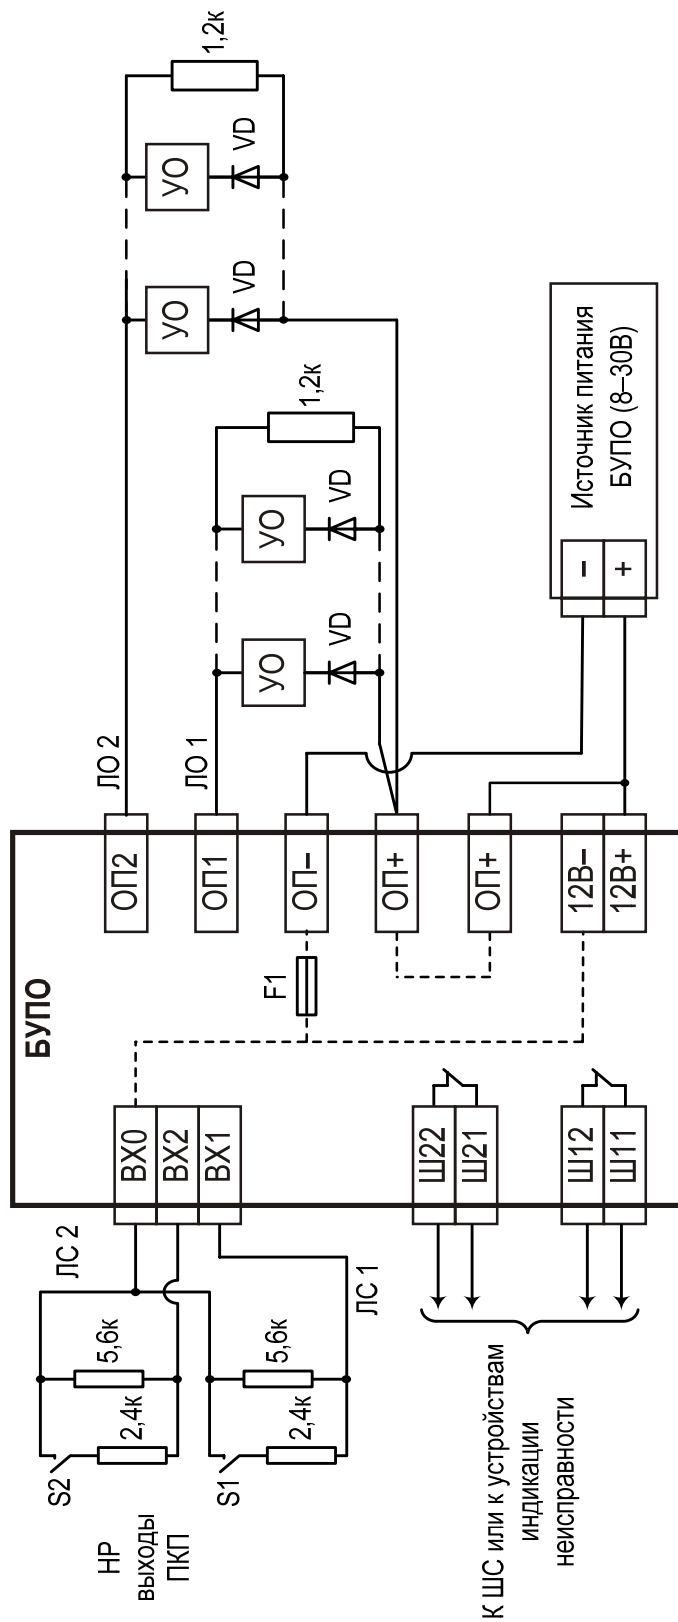 БУПО
ЛС 2
5,6к
2,4к
S2
НР
выходы
ПКП
5,6к
2,4к
S1
ЛС 1
ВХ0
ВХ2
ВХ1
Ш22
Ш21
Ш12
Ш11
К ШС или к устройствам
индикации
неисправности
F1
ОП2
ОП1
ОП–
ОП+
ОП+
12В–
12В+
ЛО 2
УО
VD
УО
VD
1,2к
ЛО 1
УО
VD
УО
VD
1,2к
–
+
Источник питания
БУПО (8–30В)